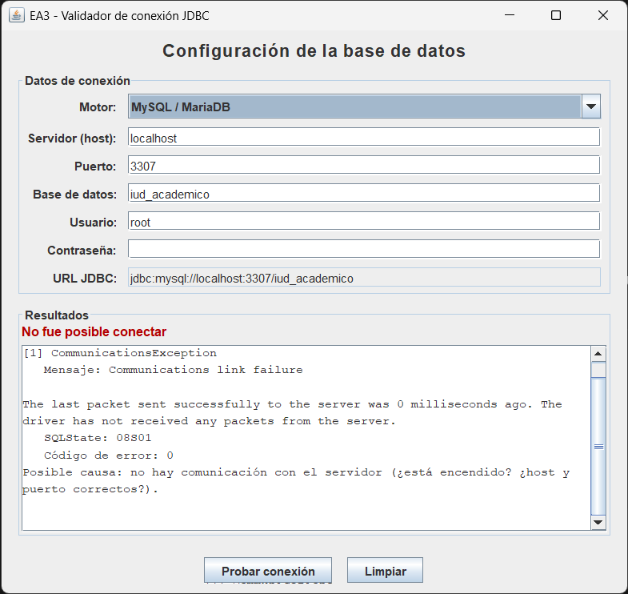 EA3 - Validador de conexión JDBC
Configuración de la base de datos
Datos de conexión
Motor: MySQL / MariaDB
Servidor (host): localhost
Puerto: 3307
Base de datos: iud_academico
Usuario: root
Contraseña:
URL JDBC: jdbc:mysql://localhost:3307/iud_academico
Resultados
No fue posible conectar
[1] CommunicationsException
Mensaje: Communications link failure
The last packet sent successfully to the server was 0 milliseconds ago. The
driver has not received any packets from the server.
SQLState: 08S01
Código de error: 0
Posible causa: no hay comunicación con el servidor (¿está encendido? ¿host y
puerto correctos?).
Probar conexión Limpiar